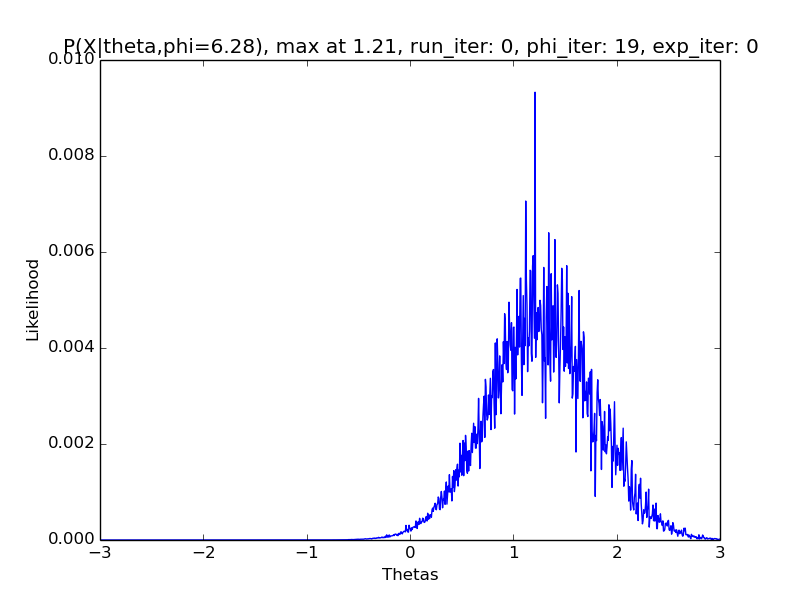 P(X|theta,phi=6.28), max at 1.21, run_iter: 0, phi_iter: 19, exp_iter: 0
0.010
0.008
0.006
0.004
0.002
0.000
Likelihood
−3 −2 −1 0 1 2 3
Thetas